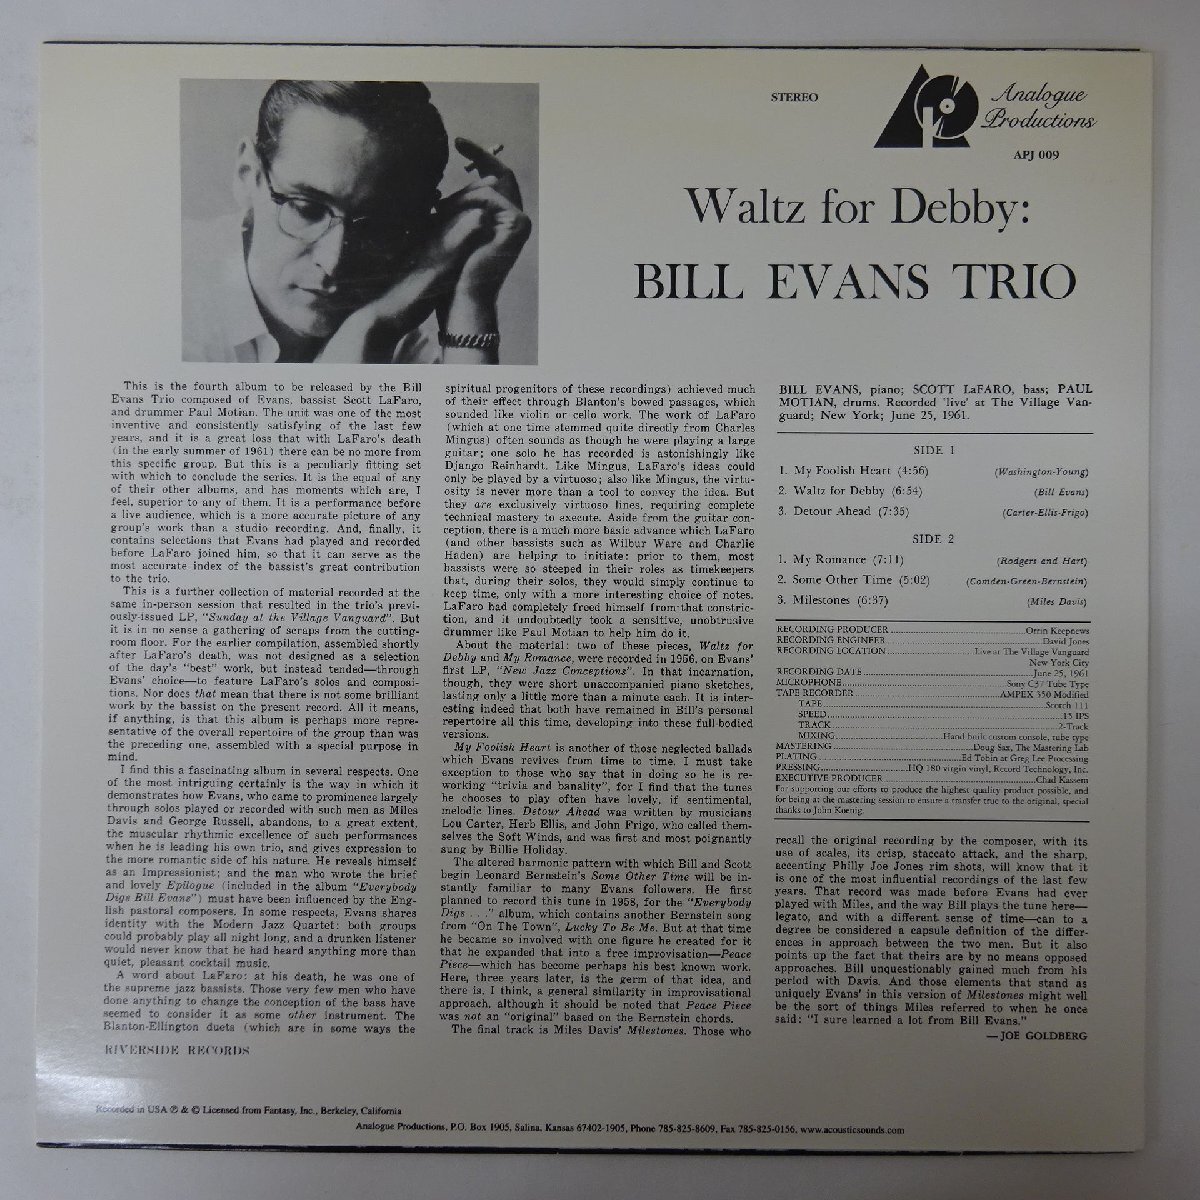 STEREO
Analogue
Productions
APJ 009
Waltz for Debby:
BILL EVANS TRIO
This is the fourth album to be released by the Bill
Evans Trio composed of Evans, bassist Scott LaFaro,
and drummer Paul Motian. The unit was one of the most
inventive and consistently satisfying of the last few
years, and it is a great loss that with LaFaro's death
(in the early summer of 1961) there can be no more from
this specific group. But this is a peculiarly fitting set
with which to conclude the series. It is the equal of any
of their other albums, and has moments which are, I
feel, superior to any of them. It is a performance before
a live audience, which is a more accurate picture of any
group's work than a studio recording. And, finally, it
contains selections that Evans had played and recorded
before LaFaro joined him, so that it can serve as the
most accurate index of the bassist's great contribution
to the trio.
This is a further collection of material recorded at the
same in-person session that resulted in the trio's previ-
ously-issued LP, "Sunday at the Village Vanguard". But
it is in no sense a gathering of scraps from the cutting-
room floor. For the earlier compilation, assembled shortly
after LaFaro's death, was not designed as a selection
of the day's "best" work, but instead tended—through
Evans' choice—to feature LaFaro's solos and composi-
tions. Nor does that mean that there is not some brilliant
work by the bassist on the present record. All it means,
if anything, is that this album is perhaps more repre-
sentative of the overall repertoire of the group than was
the preceding one, assembled with a special purpose in
mind.
I find this a fascinating album in several respects. One
of the most intriguing certainly is the way in which it
demonstrates how Evans, who came to prominence largely
through solos played or recorded with such men as Miles
Davis and George Russell, abandons, to a great extent,
the muscular rhythmic excellence of such performances
when he is leading his own trio, and gives expression to
the more romantic side of his nature. He reveals himself
as an Impressionist; and the man who wrote the brief
and lovely Epilogue (included in the album "Everybody
Digs Bill Evans") must have been influenced by the Eng-
lish pastoral composers. In some respects, Evans shares
identity with the Modern Jazz Quartet: both groups
could probably play all night long, and a drunken listener
would never know that he had heard anything more than
quiet, pleasant cocktail music.
A word about LaFaro: at his death, he was one of
the supreme jazz bassists. Those very few men who have
done anything to change the conception of the bass have
seemed to consider it as some other instrument. The
Blanton-Ellington duets (which are in some ways the
RIVERSIDE RECORDS
spiritual progenitors of these recordings) achieved much
of their effect through Blanton's bowed passages, which
sounded like violin or cello work. The work of LaFaro
(which at one time stemmed quite directly from Charles
Mingus) often sounds as though he were playing a large
guitar; one solo he has recorded is astonishingly like
Django Reinhardt. Like Mingus, LaFaro's ideas could
only be played by a virtuoso; also like Mingus, the virtu-
osity is never more than a tool to convey the idea. But
they are exclusively virtuoso lines, requiring complete
technical mastery to execute. Aside from the guitar con-
ception, there is a much more basic advance which LaFaro
(and other bassists such as Wilbur Ware and Charlie
Haden) are helping to initiate: prior to them, most
bassists were so steeped in their roles as timekeepers
that, during their solos, they would simply continue to
keep time, only with a more interesting choice of notes.
LaFaro had completely freed himself from that constric-
tion, and it undoubtedly took a sensitive, unobtrusive
drummer like Paul Motian to help him do it.
About the material: two of these pieces, Waltz for
Debby and My Romance, were recorded in 1956, on Evans'
first LP, "New Jazz Conceptions". In that incarnation,
though, they were short unaccompanied piano sketches,
lasting only a little more than a minute each. It is inter-
esting indeed that both have remained in Bill's personal
repertoire all this time, developing into these full-bodied
versions.
My Foolish Heart is another of those neglected ballads
which Evans revives from time to time. I must take
exception to those who say that in doing so he is re-
working "trivia and banality", for I find that the tunes
he chooses to play often have lovely, if sentimental,
melodic lines. Detour Ahead was written by musicians
Lou Carter, Herb Ellis, and John Frigo, who called them-
selves the Soft Winds, and was first and most poignantly
sung by Billie Holiday.
The altered harmonic pattern with which Bill and Scott
begin Leonard Bernstein's Some Other Time will be in-
stantly familiar to many Evans followers. He first
planned to record this tune in 1958, for the "Everybody
Digs . . ." album, which contains another Bernstein song
from "On The Town", Lucky To Be Me. But at that time
he became so involved with one figure he created for it
that he expanded that into a free improvisation—Peace
Piece—which has become perhaps his best known work.
Here, three years later, is the germ of that idea, and
there is, I think, a general similarity in improvisational
approach, although it should be noted that Peace Piece
was not an "original" based on the Bernstein chords.
The final track is Miles Davis' Milestones. Those who
BILL EVANS, piano; SCOTT LaFARO, bass; PAUL
MOTIAN, drums. Recorded 'live' at The Village Van-
guard; New York; June 25, 1961.
SIDE 1
1. My Foolish Heart (4:56) (Washington-Young)
2. Waltz for Debby (6:54) (Bill Evans)
3. Detour Ahead (7:35) (Carter-Ellis-Frigo)
SIDE 2
1. My Romance (7:11) (Rodgers and Hart)
2. Some Other Time (5:02) (Comden-Green-Bernstein)
3. Milestones (6:37) (Miles Davis)
RECORDING PRODUCER Orrin Keepnews
RECORDING ENGINEER David Jones
RECORDING LOCATION Live at The Village Vanguard
New York City
RECORDING DATE June 25, 1961
MICROPHONE Sony C37 Tube Type
TAPE RECORDER AMPEX 350 Modified
TAPE Scotch 111
SPEED 15 IPS
TRACK 2-Track
MIXING Hand built custom console, tube type
MASTERING Doug Sax, The Mastering Lab
PLATING Ed Tobin at Greg Lee Processing
PRESSING HQ-180 virgin vinyl, Record Technology, Inc.
EXECUTIVE PRODUCER Chad Kassem
For supporting our efforts to produce the highest quality product possible, and
for being at the mastering session to ensure a transfer true to the original, special
thanks to John Koenig.
recall the original recording by the composer, with its
use of scales, its crisp, staccato attack, and the sharp,
accenting Philly Joe Jones rim shots, will know that it
is one of the most influential recordings of the last few
years. That record was made before Evans had ever
played with Miles, and the way Bill plays the tune here—
legato, and with a different sense of time—can to a
degree be considered a capsule definition of the differ-
ences in approach between the two men. But it also
points up the fact that theirs are by no means opposed
approaches. Bill unquestionably gained much from his
period with Davis. And those elements that stand as
uniquely Evans' in this version of Milestones might well
be the sort of things Miles referred to when he once
said: "I sure learned a lot from Bill Evans."
—JOE GOLDBERG
Recorded in USA ℗ & © Licensed from Fantasy, Inc., Berkeley, California
Analogue Productions, P.O. Box 1905, Salina, Kansas 67402-1905, Phone 785-825-8609, Fax 785-825-0156, www.acousticsounds.com